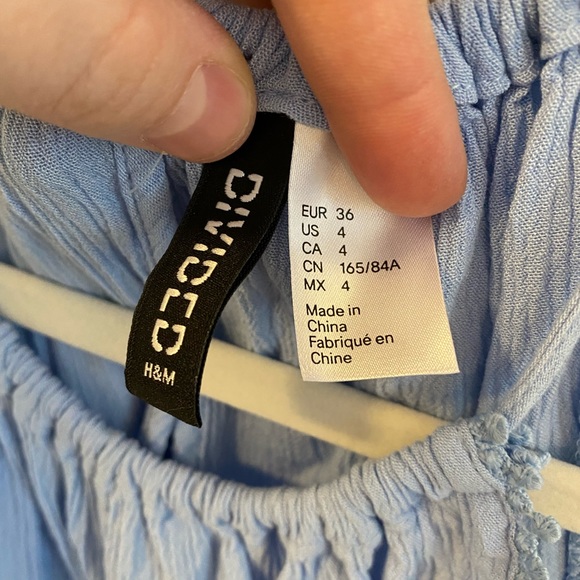 DIVIDED
H&M
EUR 36
US 4
CA 4
CN 165/84A
MX 4
Made in
China
Fabriqué en
Chine